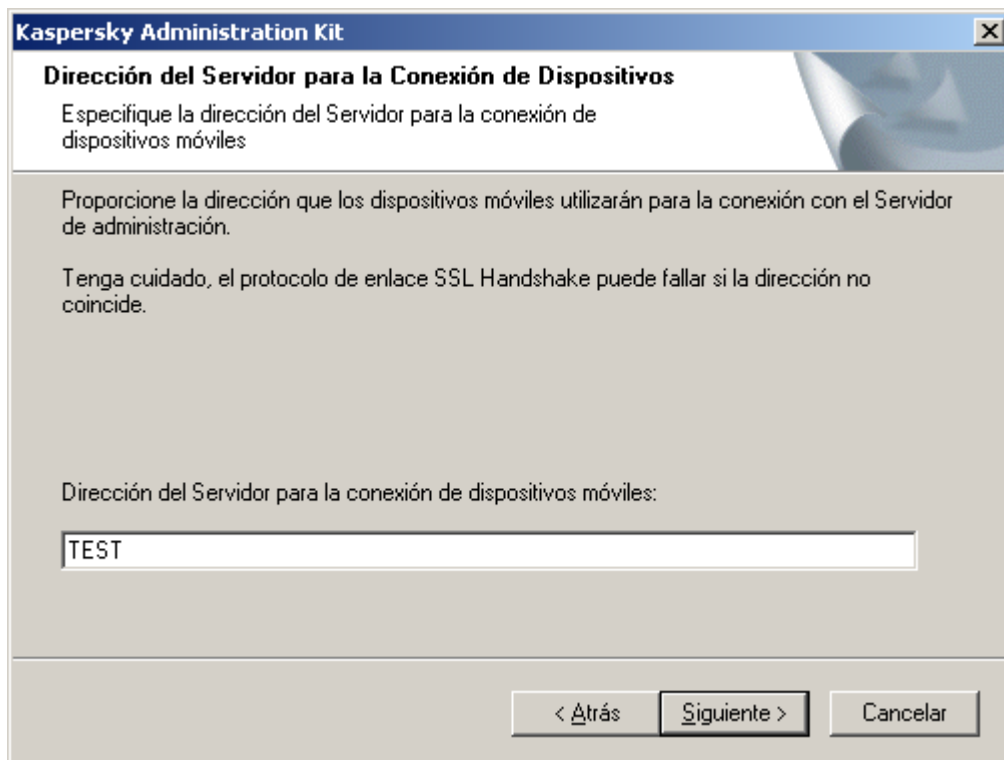 Kaspersky Administration Kit
Dirección del Servidor para la Conexión de Dispositivos
Especifique la dirección del Servidor para la conexión de
dispositivos móviles
Proporcione la dirección que los dispositivos móviles utilizarán para la conexión con el Servidor
de administración.
Tenga cuidado, el protocolo de enlace SSL Handshake puede fallar si la dirección no
coincide.
Dirección del Servidor para la conexión de dispositivos móviles:
TEST
< Atrás
Siguiente >
Cancelar